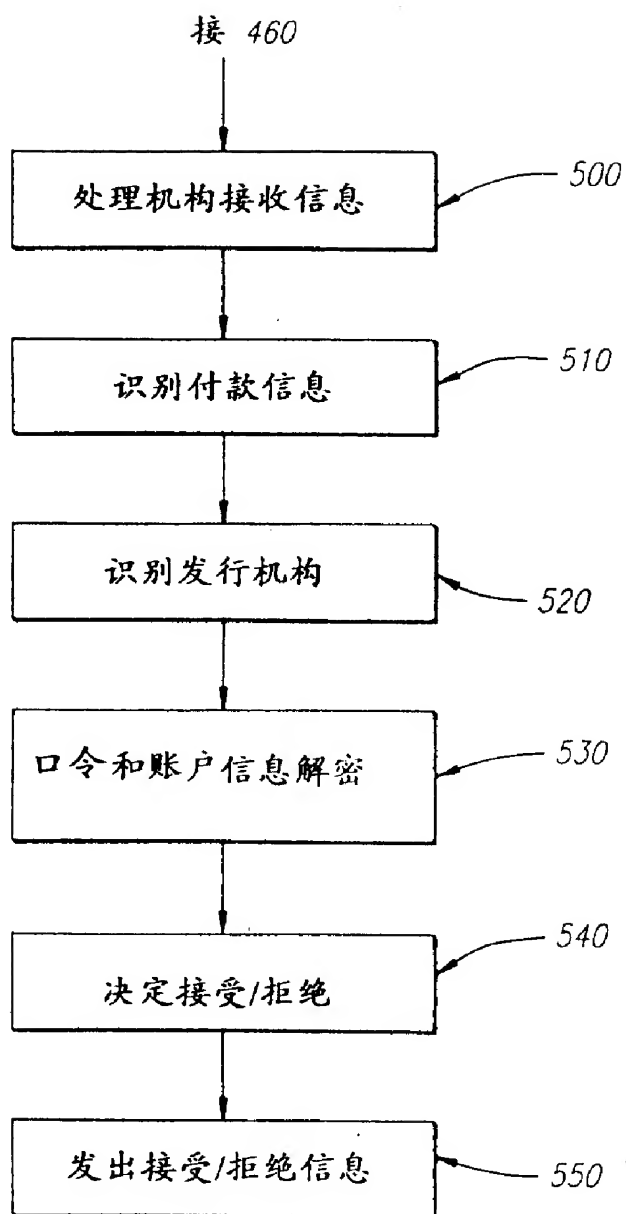 接 460
处理机构接收信息
500
识别付款信息
510
识别发行机构
520
口令和账户信息解密
530
决定接受/拒绝
540
发出接受/拒绝信息
550